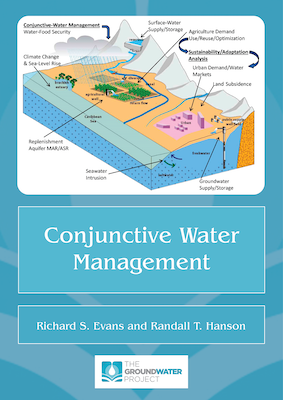 Conjunctive-Water Management
Water-Food Security
Surface-Water
Supply/Storage
Agriculture Demand
Use/Reuse/Optimization
Sustainability/Adaptation
Analysis
Climate Change
& Sea Level Rise
Urban Demand/Water
Markets
Land Subsidence
Replenishment
Aquifer MAR/ASR
Seawater
Intrusion
Groundwater
Supply/Storage
Conjunctive Water
Management
Richard S. Evans and Randall T. Hanson
THE
GROUNDWATER
PROJECT